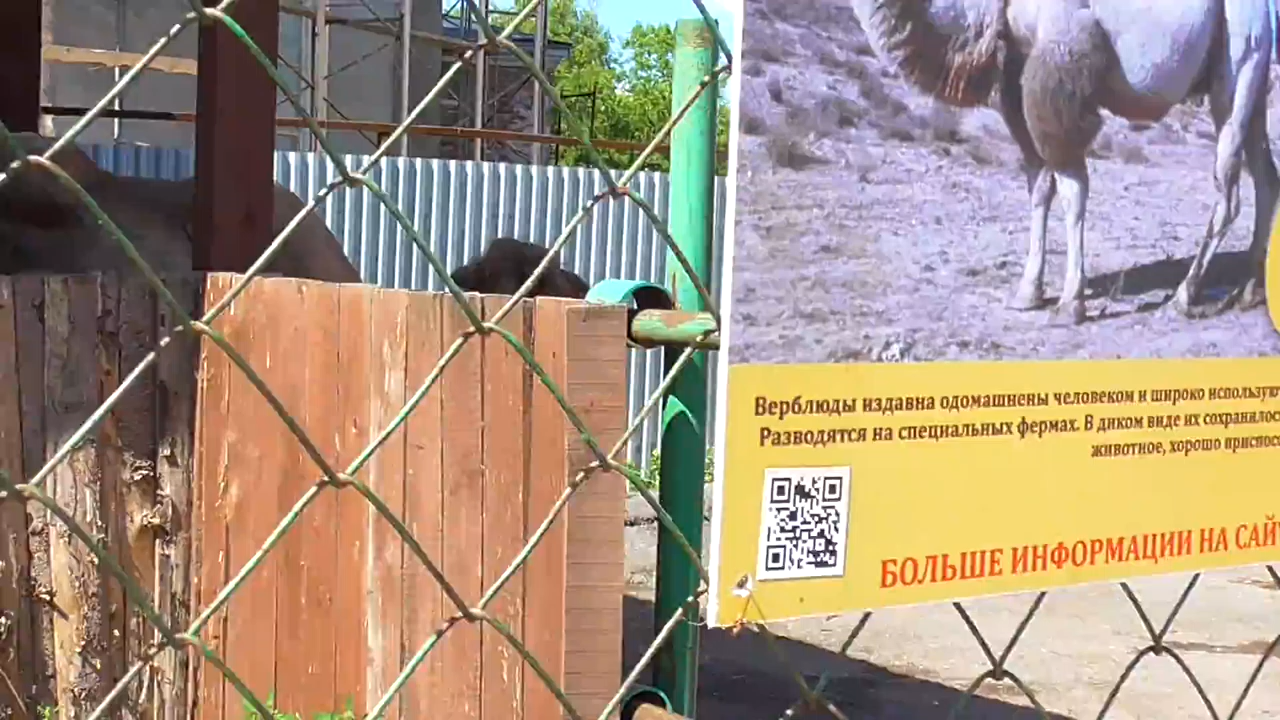 Верблюды издавна одомашнены человеком и широко использую
Разводятся на специальных фермах. В диком виде их сохранилос
животное, хорошо приспос
БОЛЬШЕ ИНФОРМАЦИИ НА САЙ